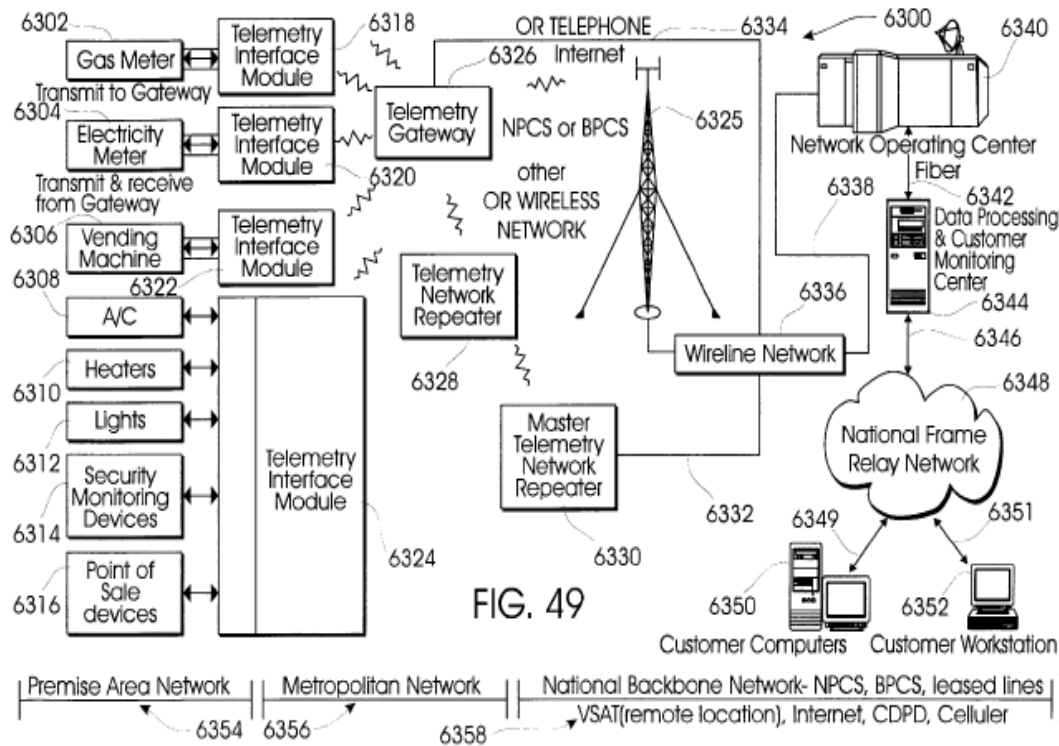 6302
Gas Meter
Transmit to Gateway
6304
Electricity
Meter
Transmit & receive
from Gateway
6306
Vending
Machine
6308
A/C
Heaters
6310
Lights
6312
Security
Monitoring
Devices
6314
Point of
Sale
devices
6316
Telemetry
Interface
Module
6318
Telemetry
Interface
Module
6320
Telemetry
Interface
Module
6322
Telemetry
Interface
Module
6324
OR TELEPHONE
6334
Internet
6326
Telemetry
Gateway
NPCS or BPCS
other
OR WIRELESS
NETWORK
6325
Telemetry
Network
Repeater
6328
Master
Telemetry
Network
Repeater
6330
6332
6336
Wireline Network
6338
6300
6340
Network Operating Center
Fiber
6342
Data Processing
& Customer
Monitoring
Center
6344
6346
6348
National Frame
Relay Network
6349
6351
6350
6352
Customer Computers
Customer Workstation
FIG. 49
Premise Area Network
6354
Metropolitan Network
6356
National Backbone Network- NPCS, BPCS, leased lines
VSAT(remote location), Internet, CDPD, Celluler
6358